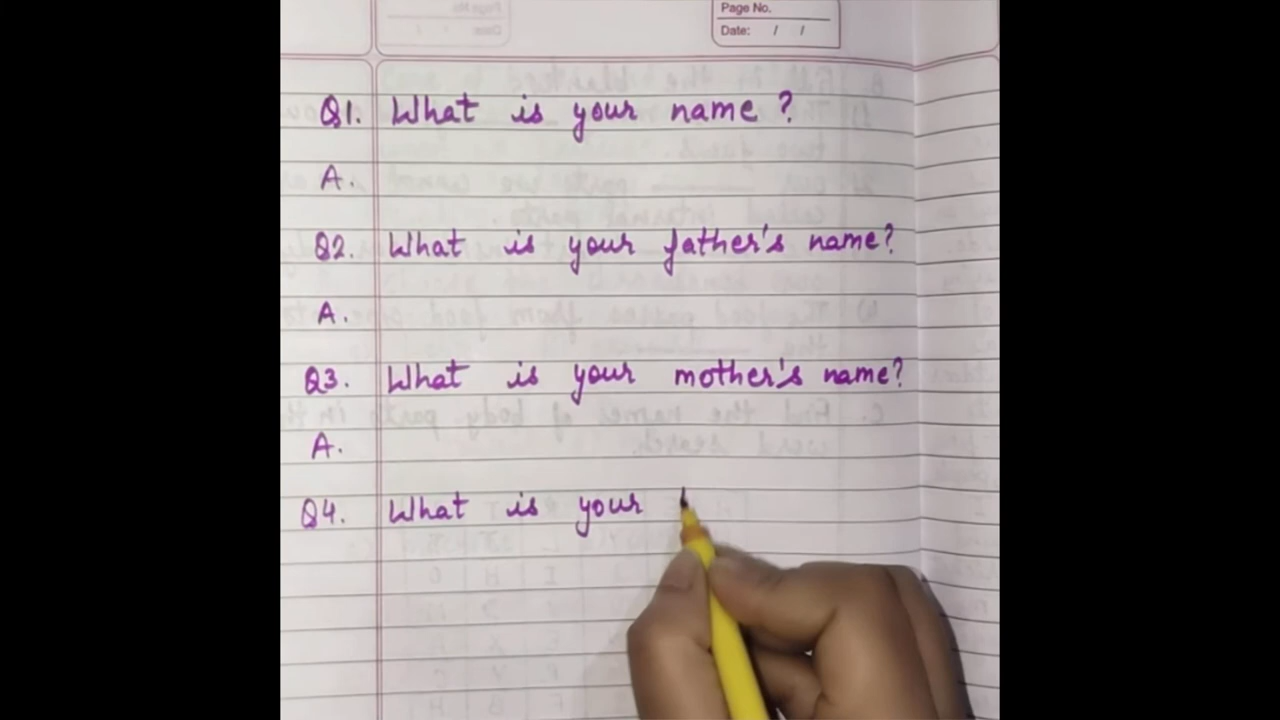 Page No.
Date: / /
Q1. What is your name ?
A.
Q2. What is your father's name?
A.
Q3. What is your mother's name?
A.
Q4. What is your